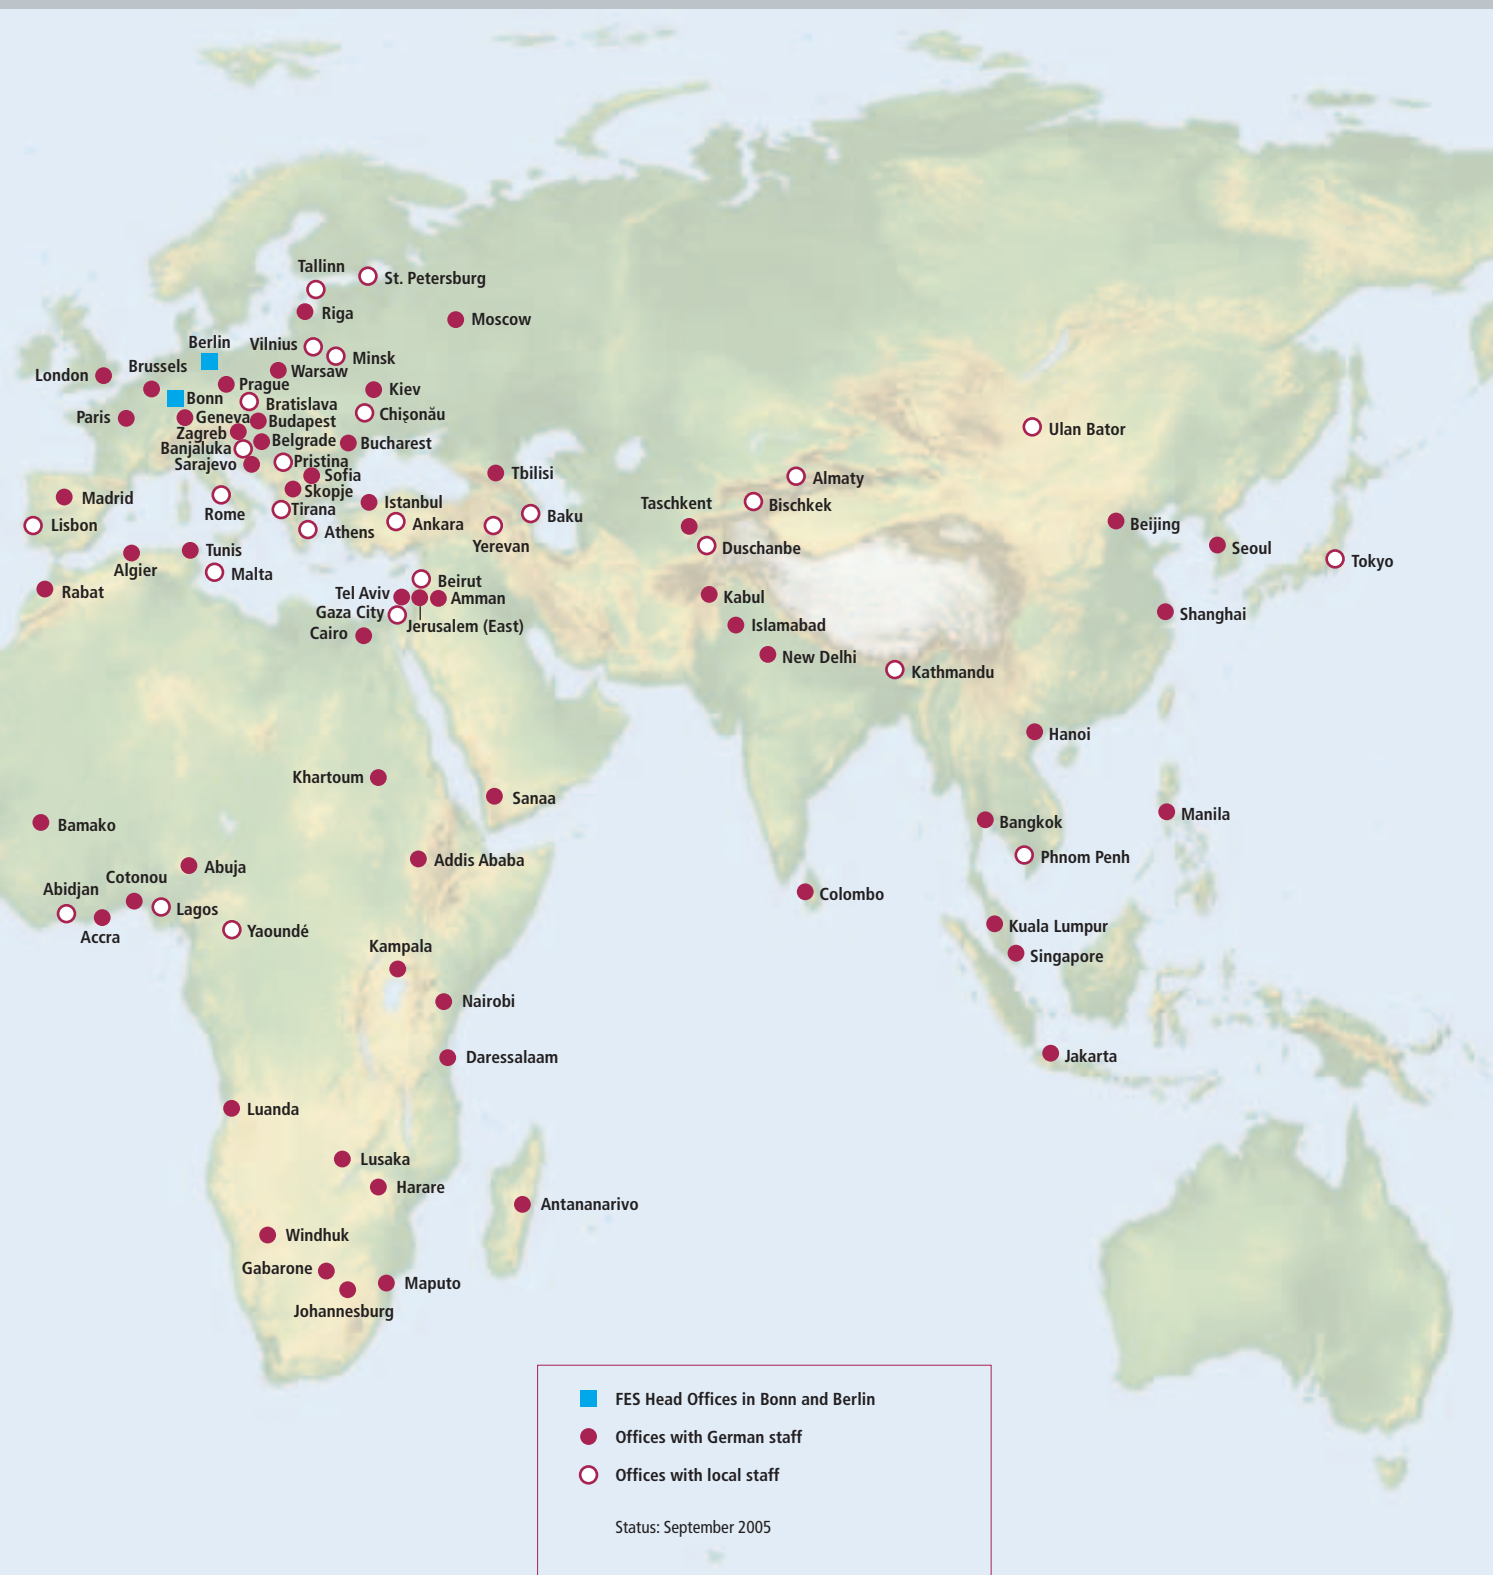 Tallinn
St. Petersburg
Riga
Moscow
Berlin
Vilnius
Minsk
Brussels
Warsaw
London
Prague
Kiev
Bonn
Bratislava
Chişonău
Paris
Geneva
Budapest
Zagreb
Belgrade
Bucharest
Banjaluka
Sarajevo
Pristina
Sofia
Skopje
Tbilisi
Madrid
Istanbul
Rome
Tirana
Ankara
Baku
Lisbon
Athens
Yerevan
Tunis
Algier
Malta
Rabat
Beirut
Tel Aviv
Amman
Gaza City
Jerusalem (East)
Cairo
Ulan Bator
Almaty
Taschkent
Bischkek
Beijing
Duschanbe
Seoul
Tokyo
Kabul
Shanghai
Islamabad
New Delhi
Kathmandu
Hanoi
Khartoum
Sanaa
Bamako
Manila
Bangkok
Addis Ababa
Phnom Penh
Abuja
Cotonou
Abidjan
Colombo
Lagos
Accra
Yaoundé
Kuala Lumpur
Kampala
Singapore
Nairobi
Daressalaam
Jakarta
Luanda
Lusaka
Harare
Antananarivo
Windhuk
Gabarone
Maputo
Johannesburg
FES Head Offices in Bonn and Berlin
Offices with German staff
Offices with local staff
Status: September 2005